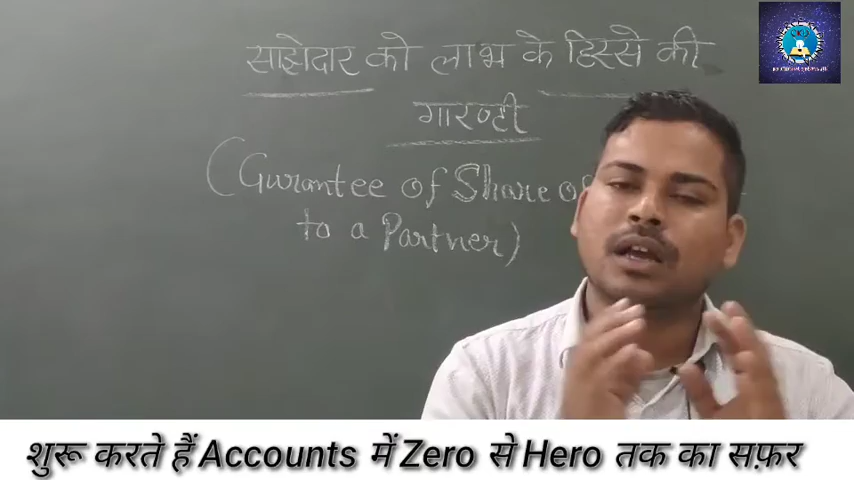 साझेदार को लाभ के हिस्से की
गारण्टी
(Gurantee of Share of
to a Partner)
शुरू करते हैं Accounts में Zero से Hero तक का सफ़र